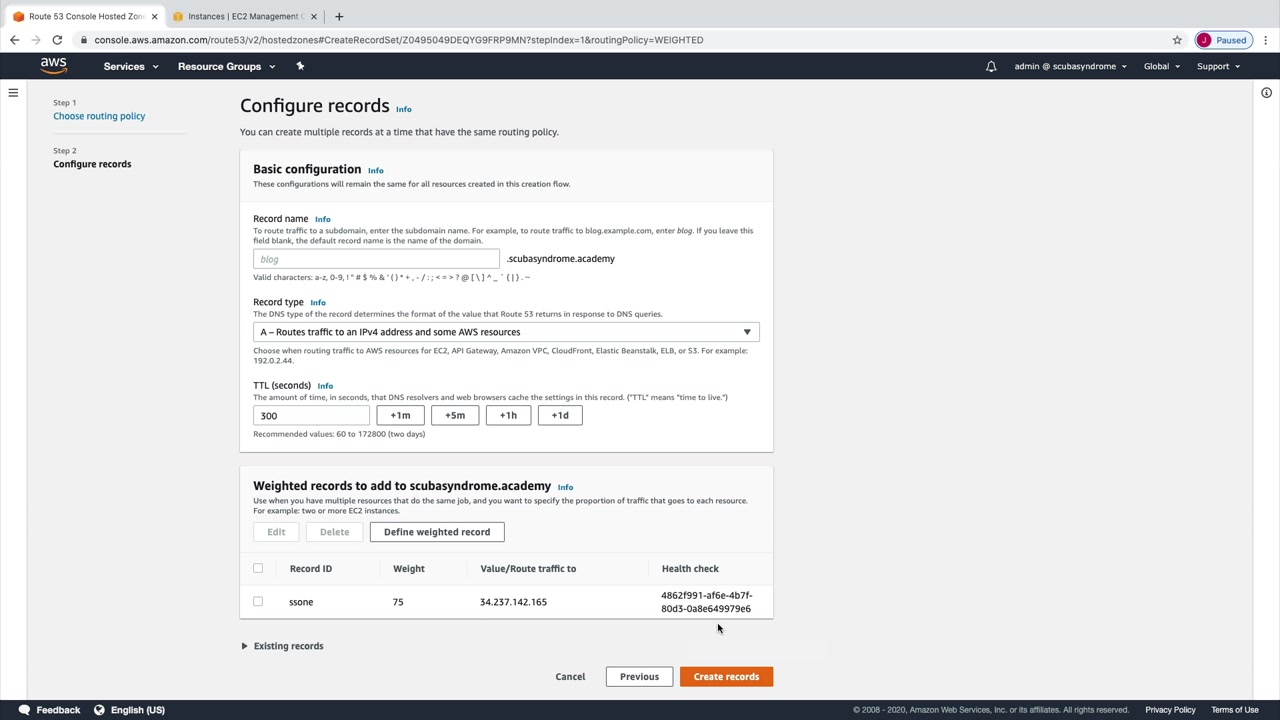 Route 53 Console Hosted Zon
Instances | EC2 Management C
console.aws.amazon.com/route53/v2/hostedzones#CreateRecordSet/Z0495049DEQYG9FRP9MN?stepIndex=1&routingPolicy=WEIGHTED
J
Paused
aws
Services
Resource Groups
admin @ scubasyndrome
Global
Support
Step 1
Choose routing policy
Step 2
Configure records
Configure records Info
You can create multiple records at a time that have the same routing policy.
Basic configuration Info
These configurations will remain the same for all resources created in this creation flow.
Record name Info
To route traffic to a subdomain, enter the subdomain name. For example, to route traffic to blog.example.com, enter blog. If you leave this
field blank, the default record name is the name of the domain.
blog
.scubasyndrome.academy
Valid characters: a-z, 0-9, ! " # $ % & ' ( ) * + , - / : ; < = > ? @ [ \ ] ^ _ ` { | } . ~
Record type Info
The DNS type of the record determines the format of the value that Route 53 returns in response to DNS queries.
A – Routes traffic to an IPv4 address and some AWS resources
Choose when routing traffic to AWS resources for EC2, API Gateway, Amazon VPC, CloudFront, Elastic Beanstalk, ELB, or S3. For example:
192.0.2.44.
TTL (seconds) Info
The amount of time, in seconds, that DNS resolvers and web browsers cache the settings in this record. ("TTL" means "time to live.")
300
+1m
+5m
+1h
+1d
Recommended values: 60 to 172800 (two days)
Weighted records to add to scubasyndrome.academy Info
Use when you have multiple resources that do the same job, and you want to specify the proportion of traffic that goes to each resource.
For example: two or more EC2 instances.
Edit
Delete
Define weighted record
Record ID
Weight
Value/Route traffic to
Health check
ssone
75
34.237.142.165
4862f991-af6e-4b7f-
80d3-0a8e649979e6
Existing records
Cancel
Previous
Create records
Feedback
English (US)
© 2008 - 2020, Amazon Web Services, Inc. or its affiliates. All rights reserved.
Privacy Policy
Terms of Use